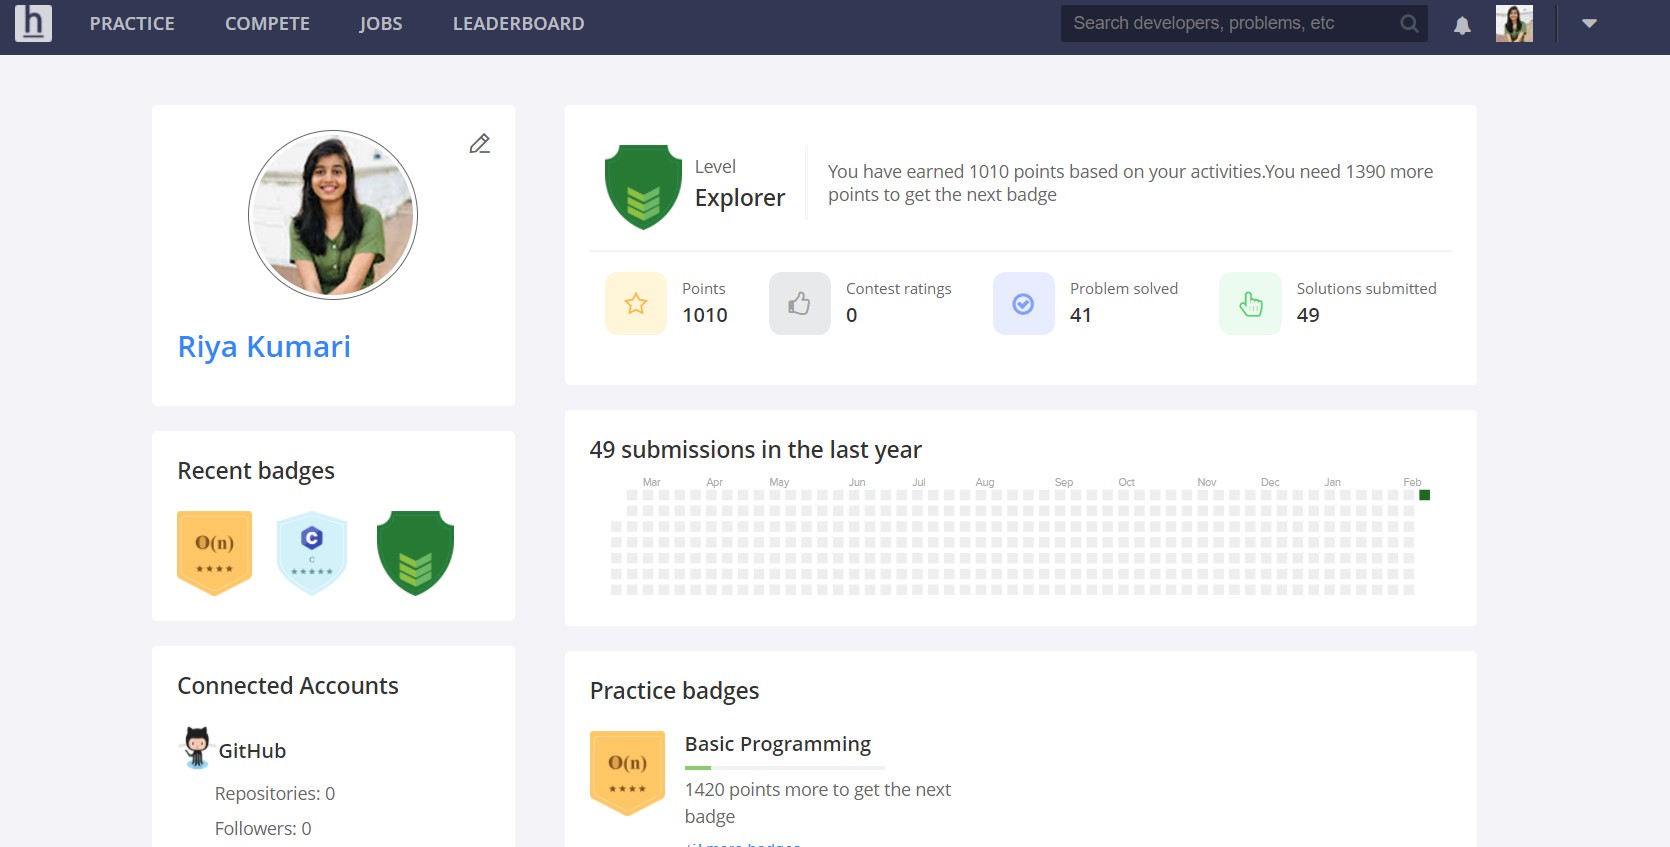 h PRACTICE COMPETE JOBS LEADERBOARD Search developers, problems, etc
Riya Kumari
Recent badges
O(n)
C
C
Connected Accounts
GitHub
Repositories: 0
Followers: 0
Level
Explorer
You have earned 1010 points based on your activities.You need 1390 more
points to get the next badge
Points
1010
Contest ratings
0
Problem solved
41
Solutions submitted
49
49 submissions in the last year
Mar Apr May Jun Jul Aug Sep Oct Nov Dec Jan Feb
Practice badges
O(n)
Basic Programming
1420 points more to get the next
badge
more badges